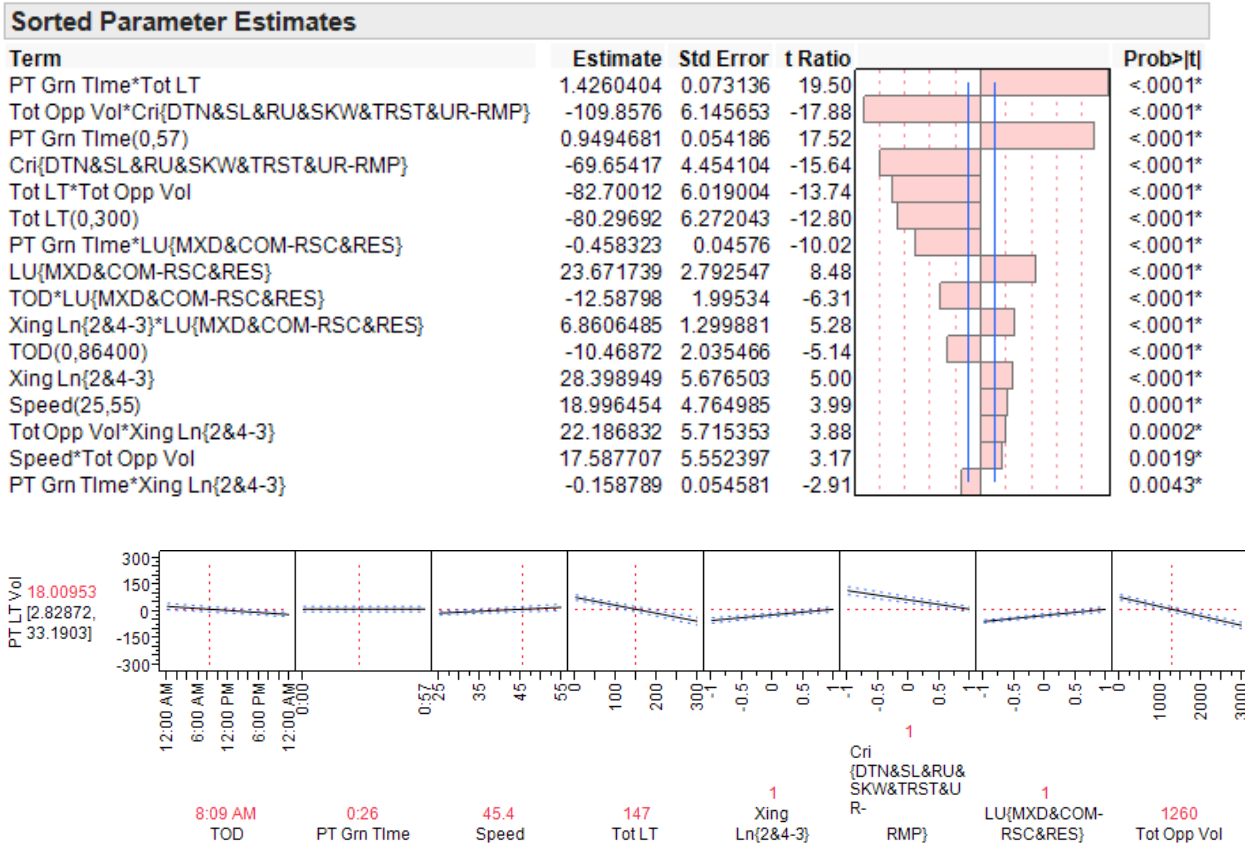 Sorted Parameter Estimates
Term Estimate Std Error t Ratio Prob>|t|
PT Grn TIme*Tot LT 1.4260404 0.073136 19.50 <.0001*
Tot Opp Vol*Cri{DTN&SL&RU&SKW&TRST&UR-RMP} -109.8576 6.145653 -17.88 <.0001*
PT Grn TIme(0,57) 0.9494681 0.054186 17.52 <.0001*
Cri{DTN&SL&RU&SKW&TRST&UR-RMP} -69.65417 4.454104 -15.64 <.0001*
Tot LT*Tot Opp Vol -82.70012 6.019004 -13.74 <.0001*
Tot LT(0,300) -80.29692 6.272043 -12.80 <.0001*
PT Grn TIme*LU{MXD&COM-RSC&RES} -0.458323 0.04576 -10.02 <.0001*
LU{MXD&COM-RSC&RES} 23.671739 2.792547 8.48 <.0001*
TOD*LU{MXD&COM-RSC&RES} -12.58798 1.99534 -6.31 <.0001*
Xing Ln{2&4-3}*LU{MXD&COM-RSC&RES} 6.8606485 1.299881 5.28 <.0001*
TOD(0,86400) -10.46872 2.035466 -5.14 <.0001*
Xing Ln{2&4-3} 28.398949 5.676503 5.00 <.0001*
Speed(25,55) 18.996454 4.764985 3.99 0.0001*
Tot Opp Vol*Xing Ln{2&4-3} 22.186832 5.715353 3.88 0.0002*
Speed*Tot Opp Vol 17.587707 5.552397 3.17 0.0019*
PT Grn TIme*Xing Ln{2&4-3} -0.158789 0.054581 -2.91 0.0043*
PT LT Vol
18.00953
[2.82872,
33.1903]
300
150
0
-150
-300
12:00 AM 6:00 AM 12:00 PM 6:00 PM 12:00 AM
0:00 0:57
25 35 45 55
0 100 200 300
-1 -0.5 0 0.5 1
-1 -0.5 0 0.5 1
-1 -0.5 0 0.5 1
0 1000 2000 3000
8:09 AM
TOD
0:26
PT Grn TIme
45.4
Speed
147
Tot LT
1
Xing
Ln{2&4-3}
1
Cri
{DTN&SL&RU&
SKW&TRST&U
R-
RMP}
1
LU{MXD&COM-
RSC&RES}
1260
Tot Opp Vol